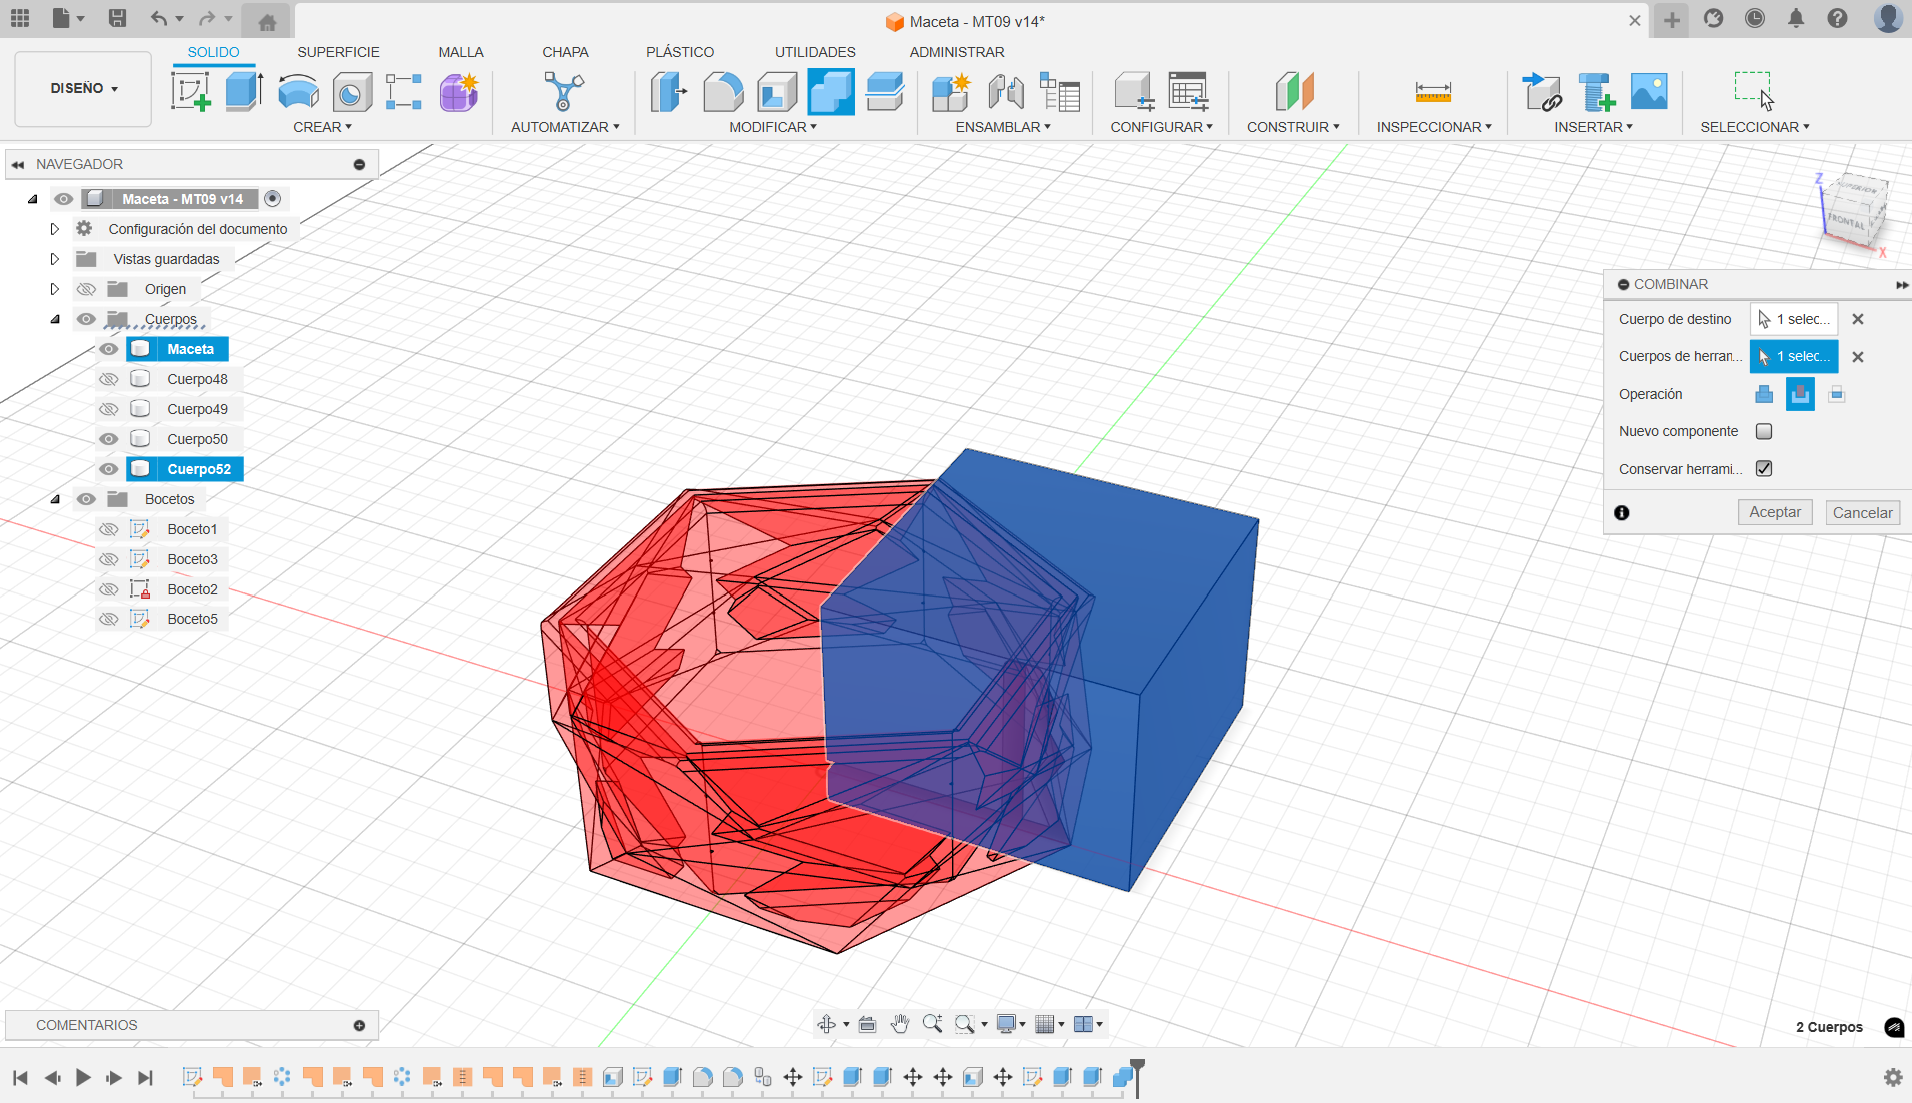 Maceta - MT09 v14*
DISEÑO
SOLIDO
SUPERFICIE
MALLA
CHAPA
PLÁSTICO
UTILIDADES
ADMINISTRAR
CREAR
AUTOMATIZAR
MODIFICAR
ENSAMBLAR
CONFIGURAR
CONSTRUIR
INSPECCIONAR
INSERTAR
SELECCIONAR
NAVEGADOR
Maceta - MT09 v14
Configuración del documento
Vistas guardadas
Origen
Cuerpos
Maceta
Cuerpo48
Cuerpo49
Cuerpo50
Cuerpo52
Bocetos
Boceto1
Boceto3
Boceto2
Boceto5
Z
SUPERIOR
FRONTAL
X
COMBINAR
Cuerpo de destino 1 selec...
Cuerpos de herran... 1 selec...
Operación
Nuevo componente
Conservar herrami...
Aceptar Cancelar
COMENTARIOS
2 Cuerpos